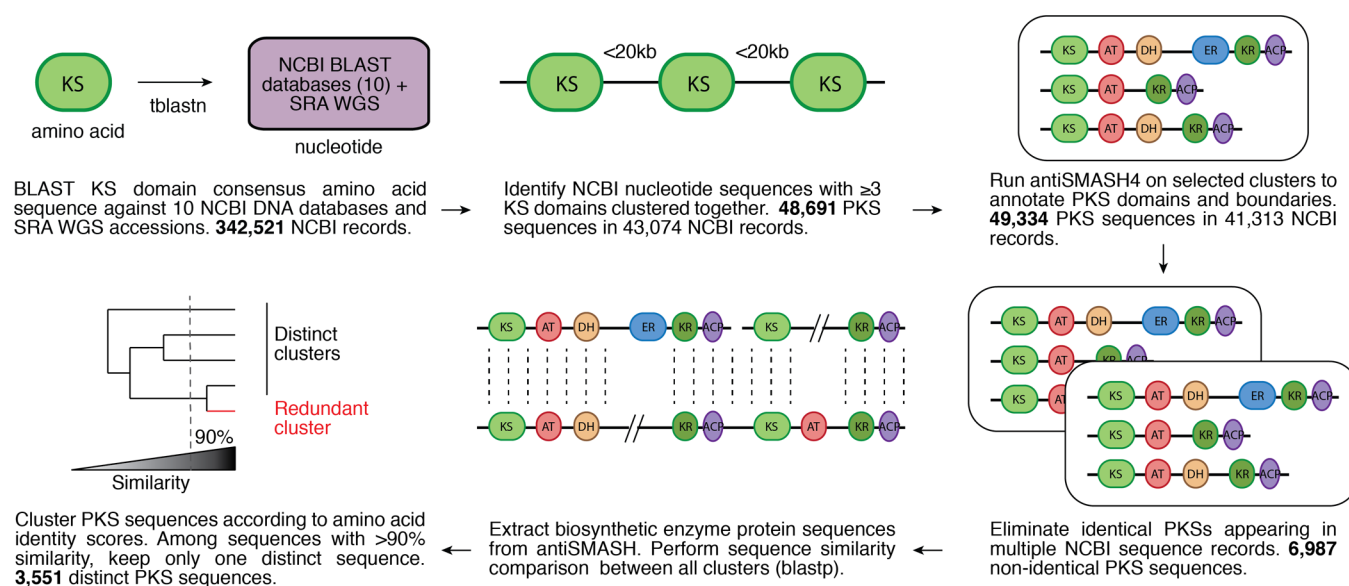 KS
tblastn
NCBI BLAST
databases (10) +
SRA WGS
amino acid
nucleotide
BLAST KS domain consensus amino acid
sequence against 10 NCBI DNA databases and
SRA WGS accessions. 342,521 NCBI records.
<20kb <20kb
KS KS KS
Identify NCBI nucleotide sequences with ≥3
KS domains clustered together. 48,691 PKS
sequences in 43,074 NCBI records.
KS AT DH ER KR ACP
KS AT KR ACP
KS AT DH KR ACP
Run antiSMASH4 on selected clusters to
annotate PKS domains and boundaries.
49,334 PKS sequences in 41,313 NCBI
records.
KS AT DH ER KR ACP
KS AT KR ACP
KS AT
KS AT DH ER KR ACP
KS AT KR ACP
KS AT DH KR ACP
Eliminate identical PKSs appearing in
multiple NCBI sequence records. 6,987
non-identical PKS sequences.
KS AT DH ER KR ACP KS KR ACP
KS AT DH KR ACP KS AT KR ACP
Extract biosynthetic enzyme protein sequences
from antiSMASH. Perform sequence similarity
comparison between all clusters (blastp).
Distinct
clusters
Redundant
cluster
90%
Similarity
Cluster PKS sequences according to amino acid
identity scores. Among sequences with >90%
similarity, keep only one distinct sequence.
3,551 distinct PKS sequences.